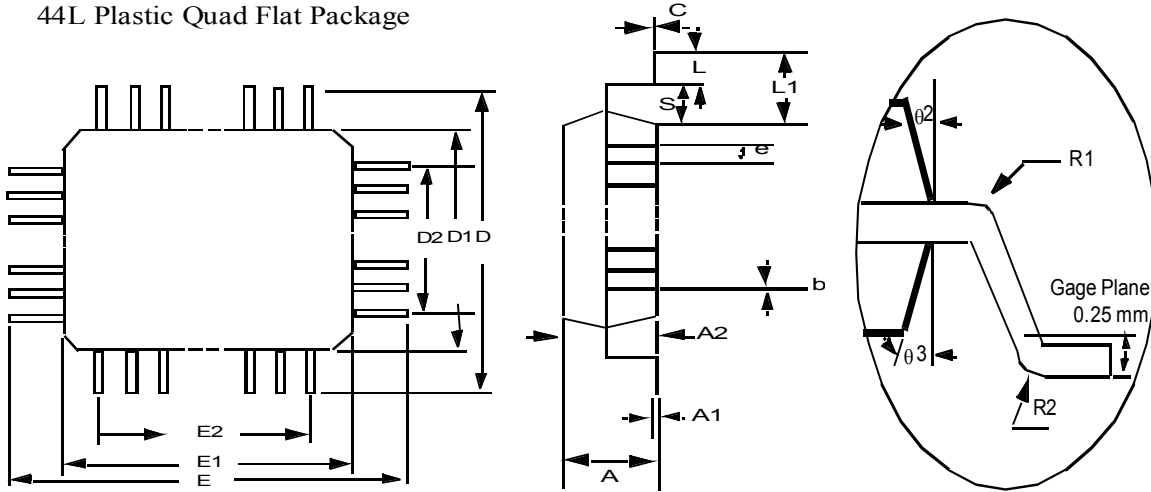 44L Plastic Quad Flat Package
C
L
L1
S
θ2
R1
e
D2 D1 D
b
Gage Plane
0.25 mm
A2
θ3
R2
A1
E2
E1
E
A